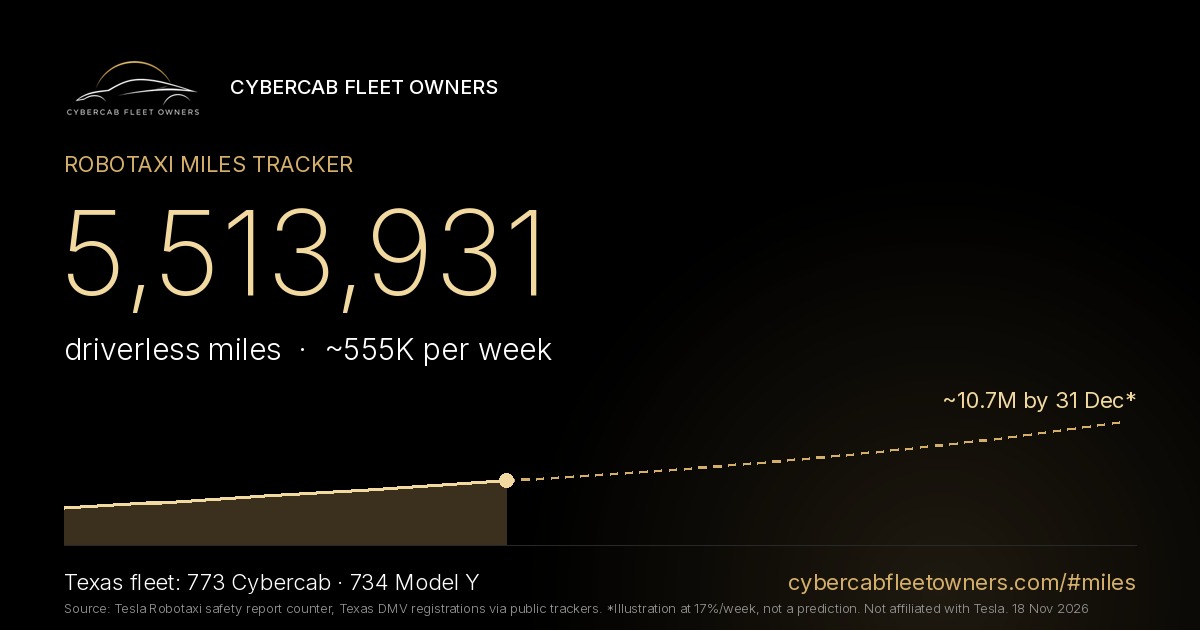 CYBERCAB FLEET OWNERS
CYBERCAB FLEET OWNERS
ROBOTAXI MILES TRACKER
5,513,931
driverless miles · ~555K per week
~10.7M by 31 Dec*
Texas fleet: 773 Cybercab · 734 Model Y
cybercabfleetowners.com/#miles
Source: Tesla Robotaxi safety report counter, Texas DMV registrations via public trackers. *Illustration at 17%/week, not a prediction. Not affiliated with Tesla. 18 Nov 2026